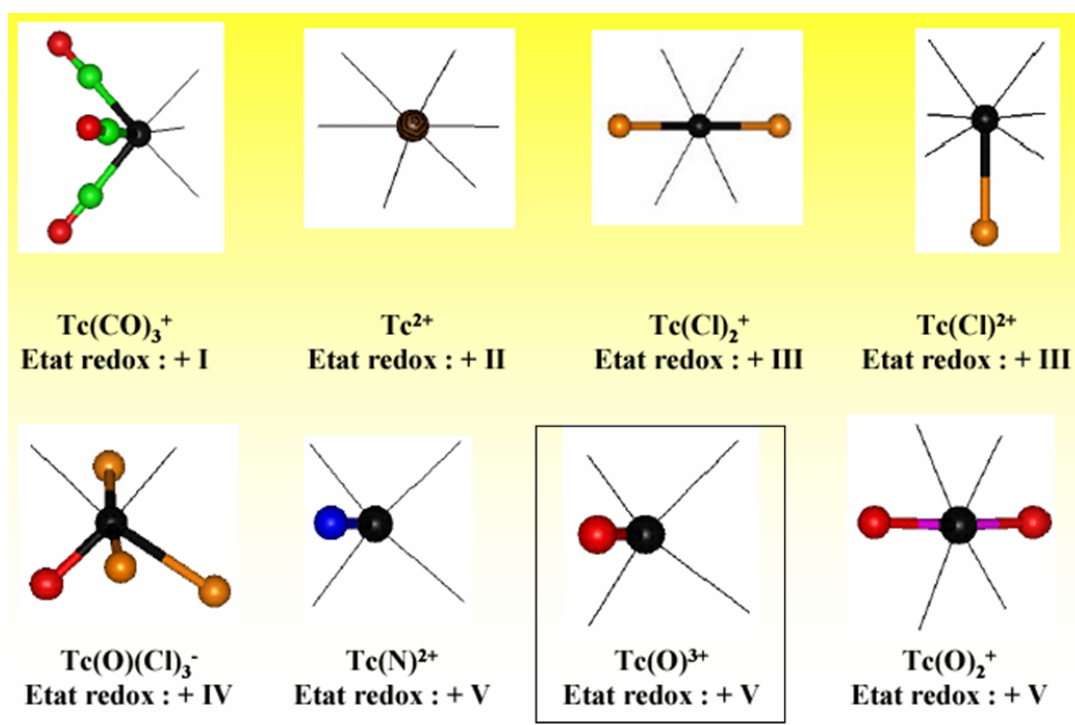 Tc(CO)₃⁺ Tc²⁺ Tc(Cl)₂⁺ Tc(Cl)²⁺
Etat redox : + I Etat redox : + II Etat redox : + III Etat redox : + III
Tc(O)(Cl)₃⁻ Tc(N)²⁺ Tc(O)³⁺ Tc(O)₂⁺
Etat redox : + IV Etat redox : + V Etat redox : + V Etat redox : + V